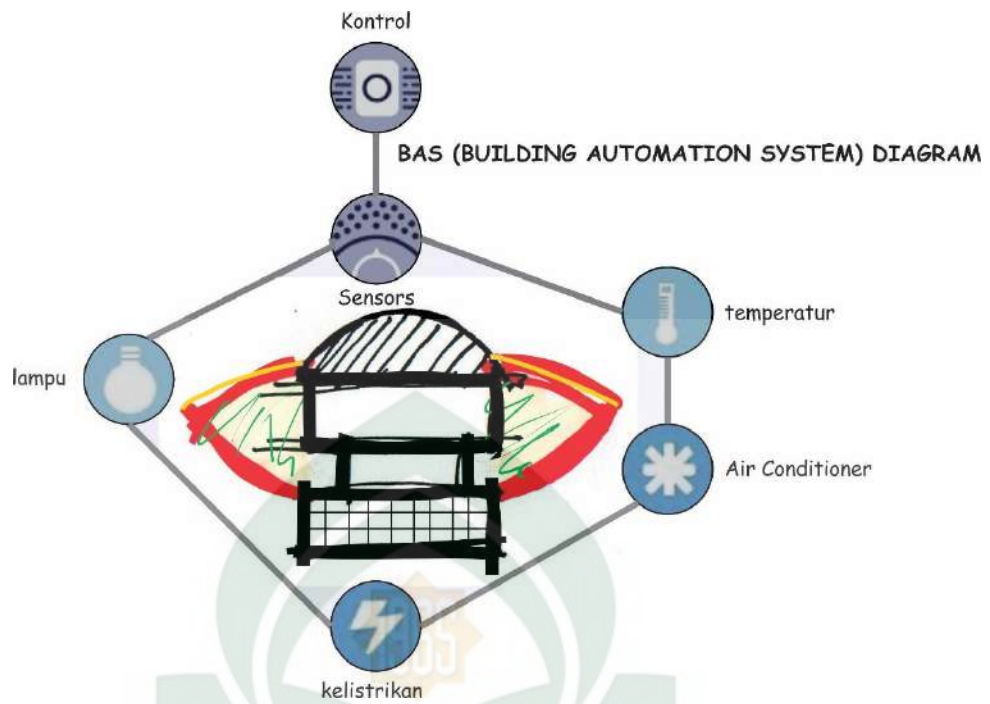 Kontrol
BAS (BUILDING AUTOMATION SYSTEM) DIAGRAM
Sensors
temperatur
lampu
Air Conditioner
kelistrikan